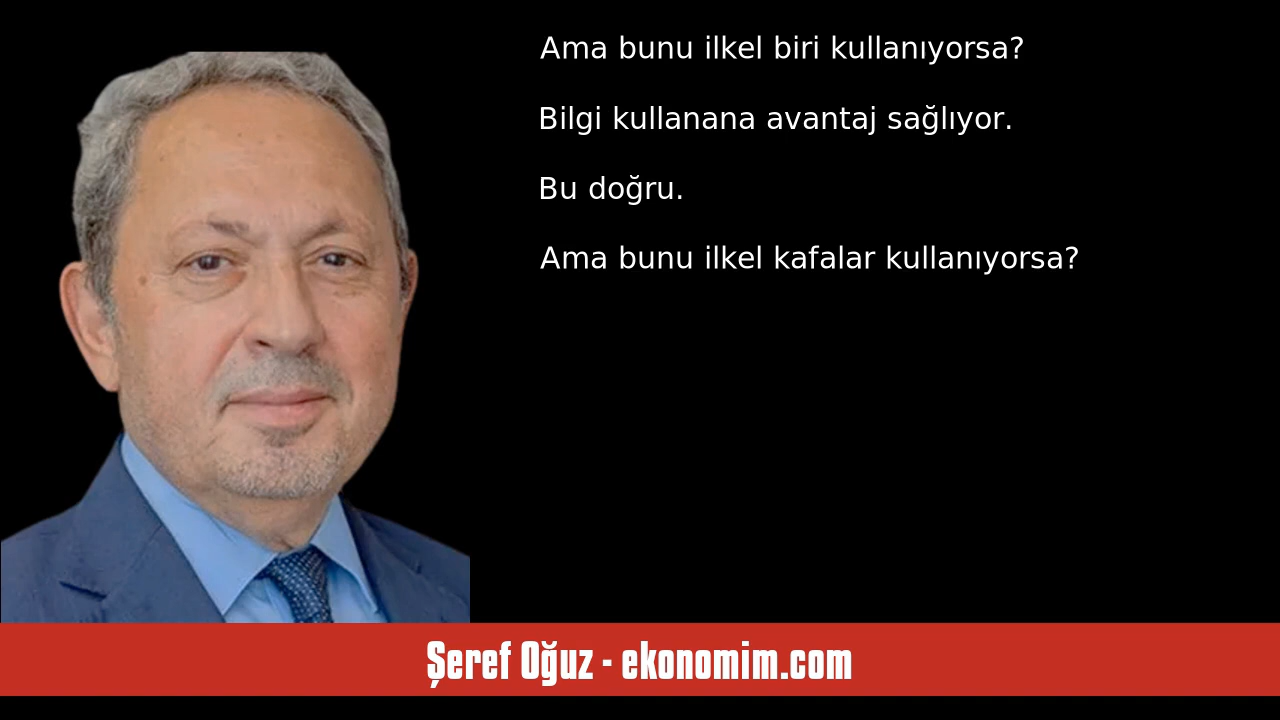 Ama bunu ilkel biri kullanıyorsa?
Bilgi kullanana avantaj sağlıyor.
Bu doğru.
Ama bunu ilkel kafalar kullanıyorsa?
Şeref Oğuz - ekonomim.com